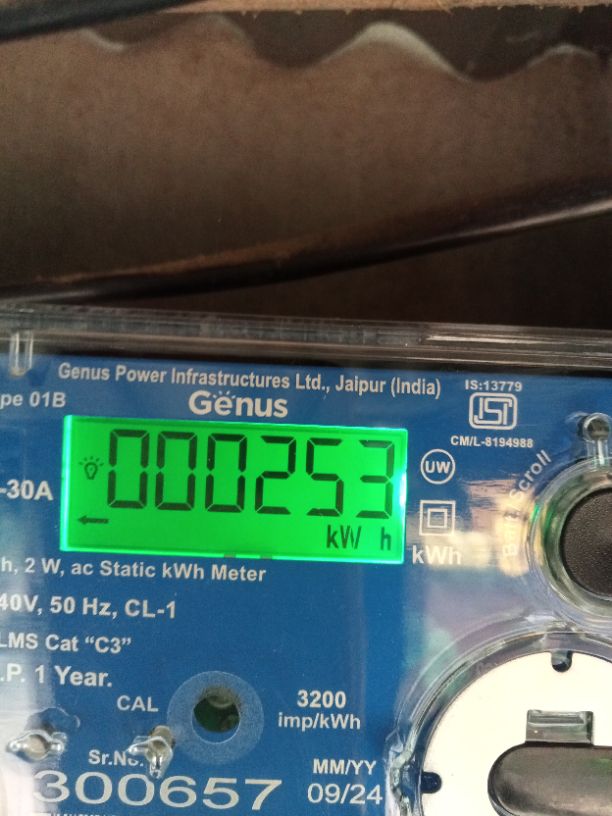 Genus Power Infrastructures Ltd., Jaipur (India)
IS:13779
pe 01B
Genus
ISI
CM/L-8194988
-30A
000253
UW
kW h
kWh
Scroll
h, 2 W, ac Static kWh Meter
40V, 50 Hz, CL-1
LMS Cat “C3”
.P. 1 Year.
CAL
3200
imp/kWh
Sr.No.
MM/YY
300657
09/24